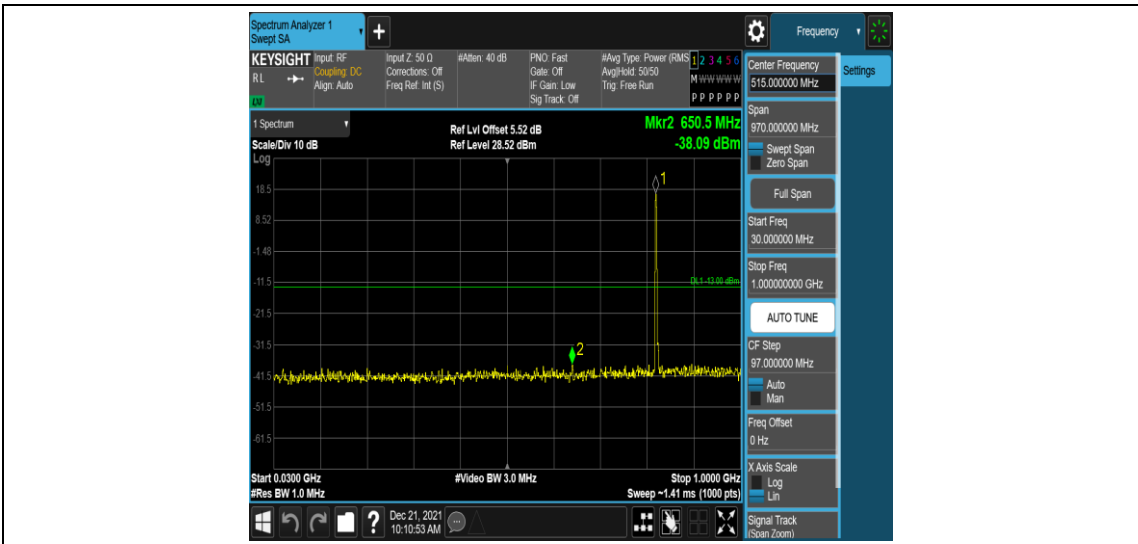 Spectrum Analyzer 1
Swept SA
+
Frequency
KEYSIGHT
RL
LXI
Input: RF
Coupling: DC
Align: Auto
Input Z: 50 Ω
Corrections: Off
Freq Ref: Int (S)
#Atten: 40 dB
PNO: Fast
Gate: Off
IF Gain: Low
Sig Track: Off
#Avg Type: Power (RMS
Avg|Hold: 50/50
Trig: Free Run
1 2 3 4 5 6
M W W W W W
P P P P P P
Center Frequency
515.000000 MHz
Settings
1 Spectrum
Scale/Div 10 dB
Ref Lvl Offset 5.52 dB
Ref Level 28.52 dBm
Mkr2 650.5 MHz
-38.09 dBm
Log
18.5
8.52
-1.48
-11.5
-21.5
-31.5
-41.5
-51.5
-61.5
1
DL1 -13.00 dBm
2
Start 0.0300 GHz
#Res BW 1.0 MHz
#Video BW 3.0 MHz
Stop 1.0000 GHz
Sweep ~1.41 ms (1000 pts)
Span
970.000000 MHz
Swept Span
Zero Span
Full Span
Start Freq
30.000000 MHz
Stop Freq
1.000000000 GHz
AUTO TUNE
CF Step
97.000000 MHz
Auto
Man
Freq Offset
0 Hz
X Axis Scale
Log
Lin
Signal Track
(Span Zoom)
?
Dec 21, 2021
10:10:53 AM